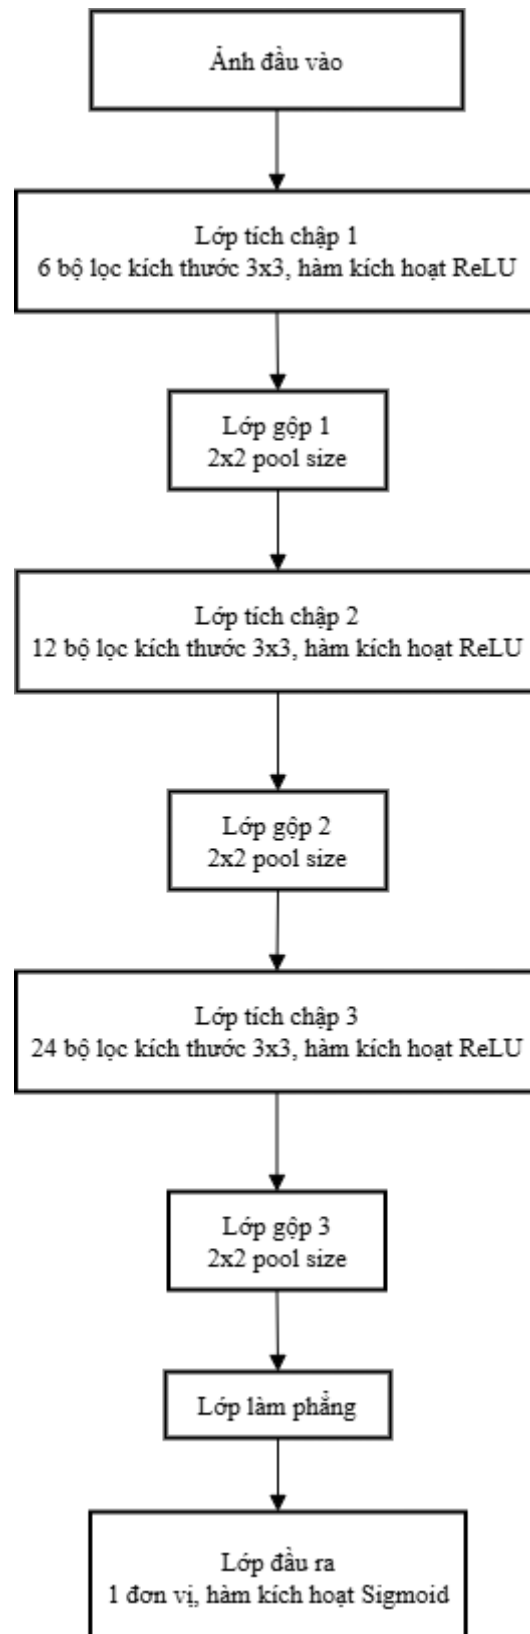 Ảnh đầu vào
Lớp tích chập 1
6 bộ lọc kích thước 3x3, hàm kích hoạt ReLU
Lớp gộp 1
2x2 pool size
Lớp tích chập 2
12 bộ lọc kích thước 3x3, hàm kích hoạt ReLU
Lớp gộp 2
2x2 pool size
Lớp tích chập 3
24 bộ lọc kích thước 3x3, hàm kích hoạt ReLU
Lớp gộp 3
2x2 pool size
Lớp làm phẳng
Lớp đầu ra
1 đơn vị, hàm kích hoạt Sigmoid